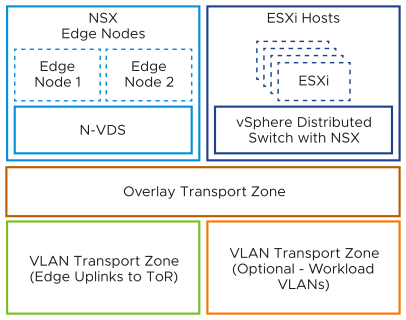 NSX
Edge Nodes
Edge
Node 1
Edge
Node 2
N-VDS
ESXi Hosts
ESXi
vSphere Distributed
Switch with NSX
Overlay Transport Zone
VLAN Transport Zone
(Edge Uplinks to ToR)
VLAN Transport Zone
(Optional - Workload
VLANs)